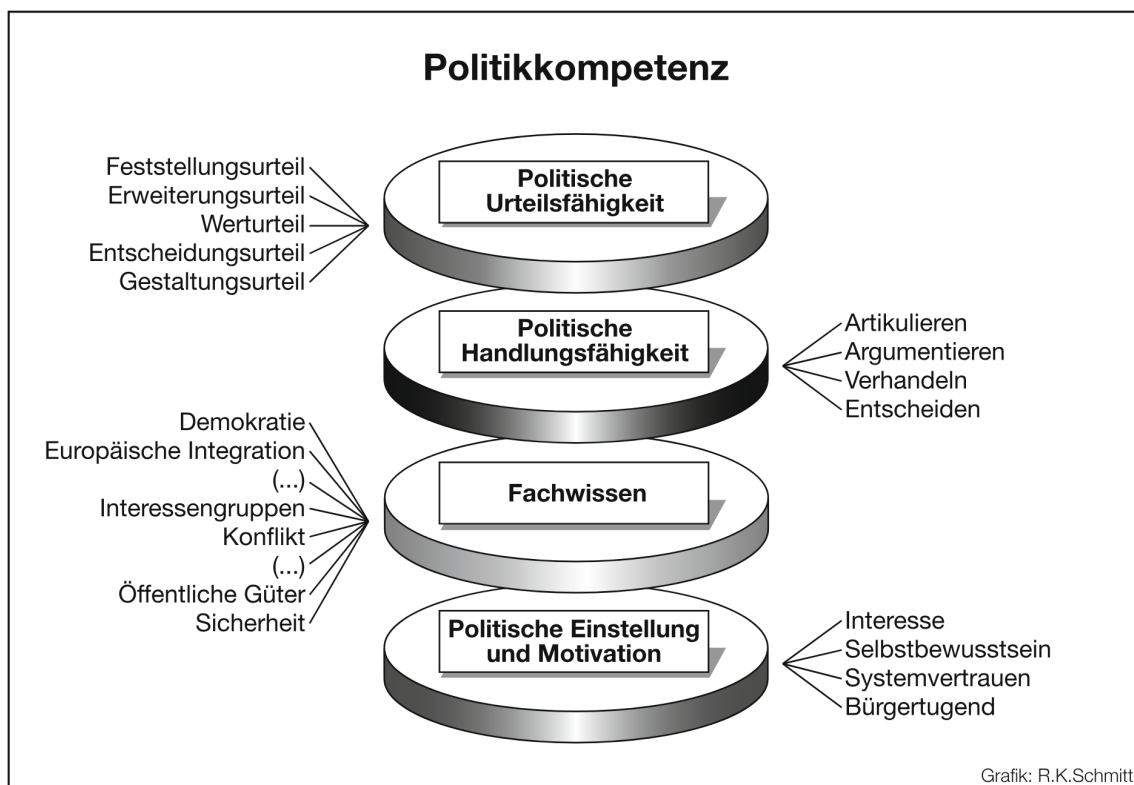 Politikkompetenz
Feststellungsurteil
Erweiterungsurteil
Werturteil
Entscheidungsurteil
Gestaltungsurteil
Politische
Urteilsfähigkeit
Politische
Handlungsfähigkeit
Artikulieren
Argumentieren
Verhandeln
Entscheiden
Demokratie
Europäische Integration
(...)
Interessengruppen
Konflikt
(...)
Öffentliche Güter
Sicherheit
Fachwissen
Politische Einstellung
und Motivation
Interesse
Selbstbewusstsein
Systemvertrauen
Bürgertugend
Grafik: R.K.Schmitt